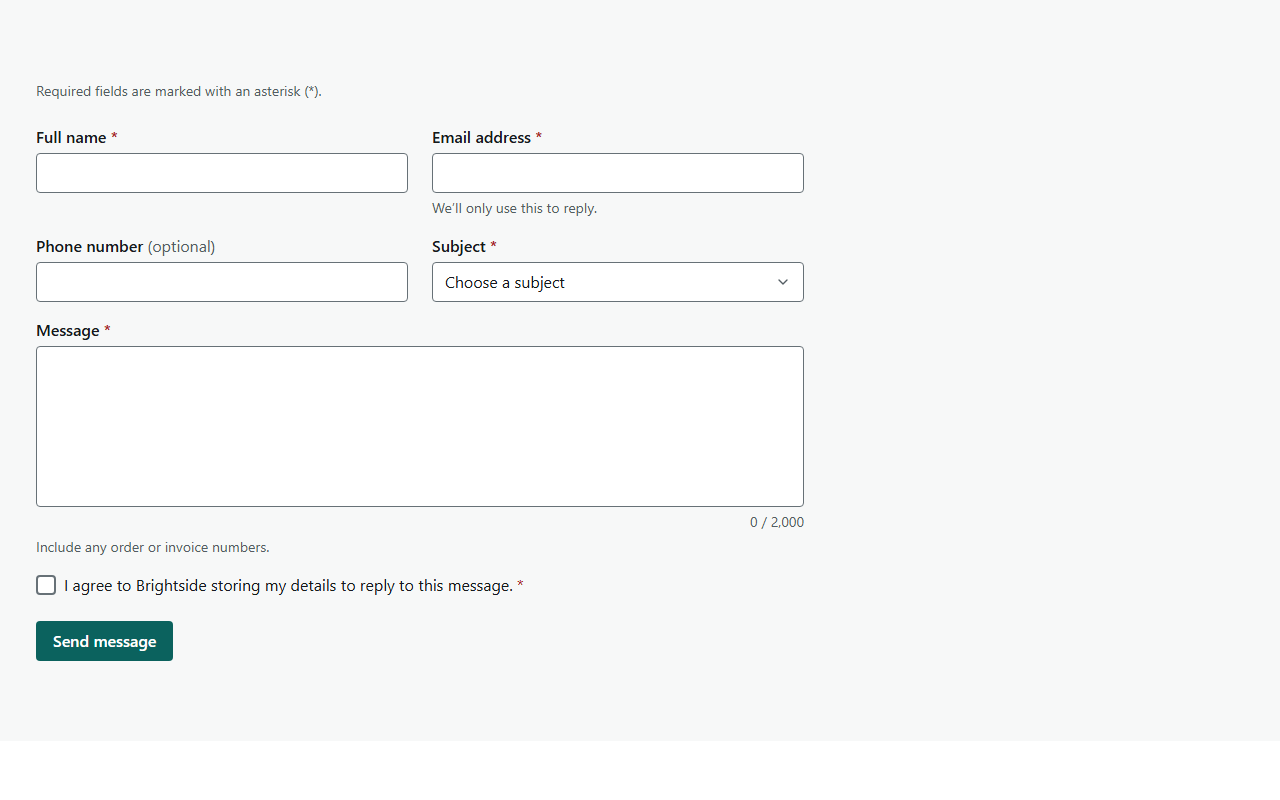 Required fields are marked with an asterisk (*).
Full name *
Email address *
We'll only use this to reply.
Phone number (optional)
Subject *
Choose a subject
Message *
0 / 2,000
Include any order or invoice numbers.
I agree to Brightside storing my details to reply to this message. *
Send message